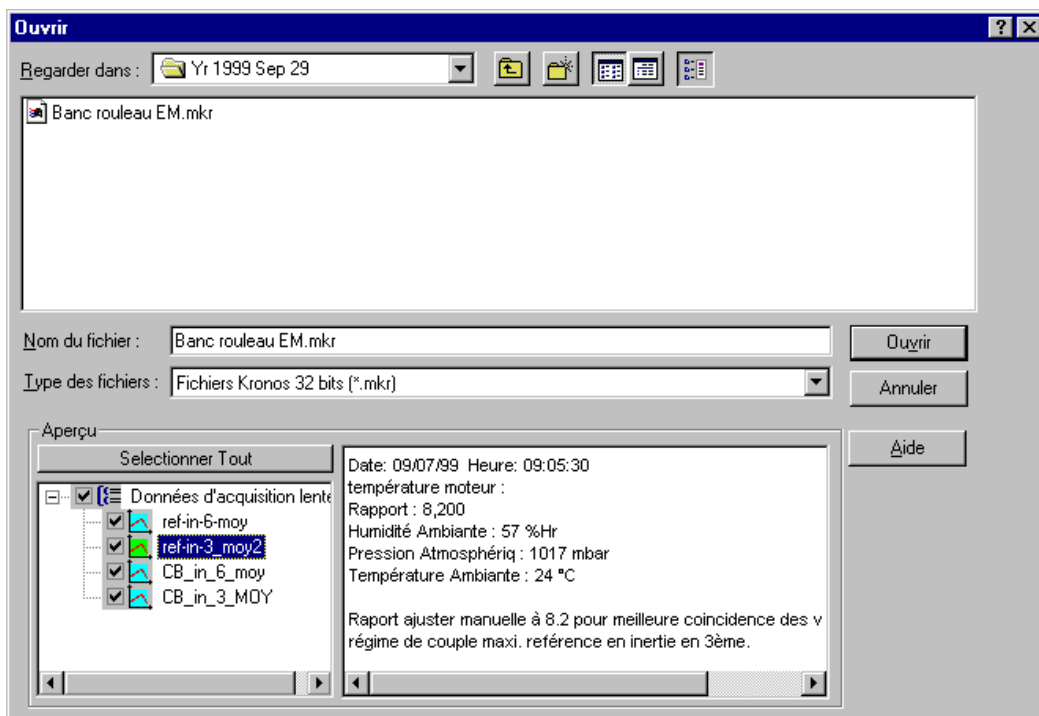 Ouvrir
Regarder dans :
Yr 1999 Sep 29
Banc rouleau EM.mkr
Nom du fichier :
Banc rouleau EM.mkr
Ouvrir
Type des fichiers :
Fichiers Kronos 32 bits (*.mkr)
Annuler
Aide
Aperçu
Selectionner Tout
Données d'acquisition lente
ref-in-6-moy
ref-in-3_moy2
CB_in_6_moy
CB_in_3_MOY
Date: 09/07/99 Heure: 09:05:30
température moteur :
Rapport : 8,200
Humidité Ambiante : 57 %Hr
Pression Atmosphériq : 1017 mbar
Température Ambiante : 24 °C
Raport ajuster manuelle à 8.2 pour meilleure coincidence des v
régime de couple maxi. reférence en inertie en 3ème.